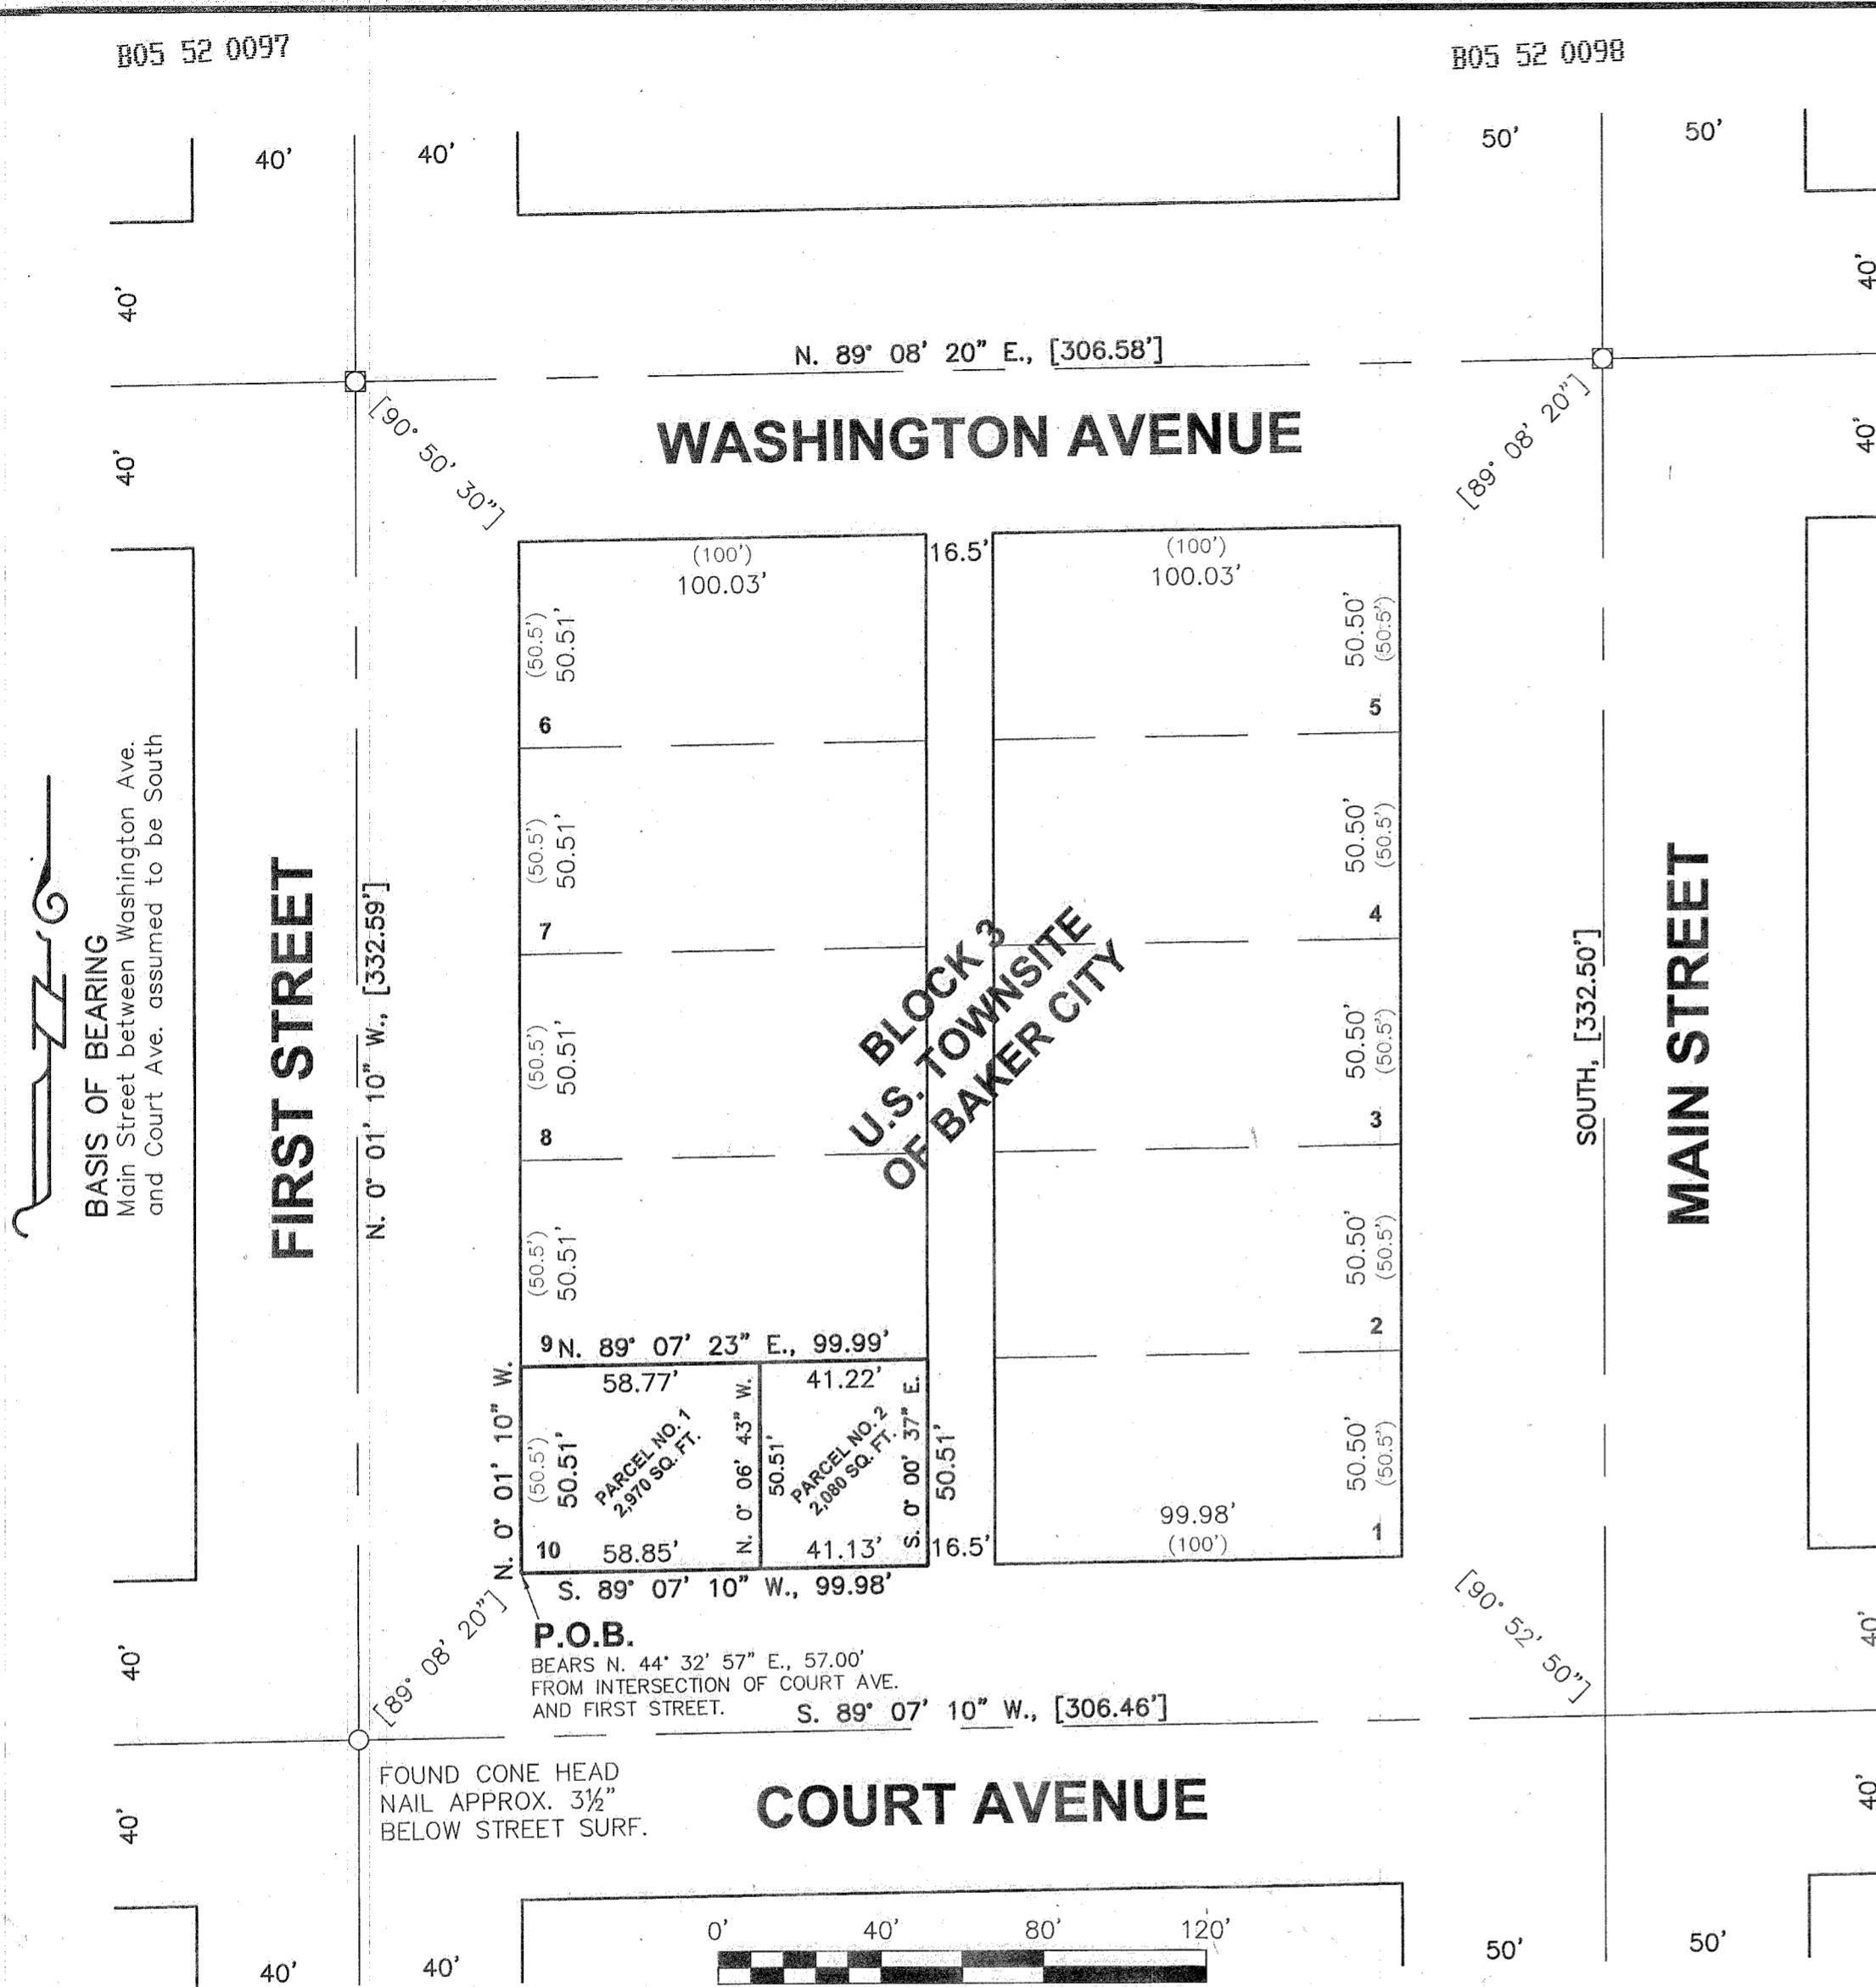 B05 52 0097
B05 52 0098
40'
40'
50'
50'
40'
40'
N. 89° 08' 20" E., [306.58']
[90° 50' 30"]
WASHINGTON AVENUE
[89° 08' 20"]
40'
40'
(100')
100.03'
16.5'
(100')
100.03'
(50.5')
50.51'
6
50.50'
(50.5')
5
(50.5')
50.51'
7
50.50'
(50.5')
4
(50.5')
50.51'
8
50.50'
(50.5')
3
(50.5')
50.51'
9
50.50'
(50.5')
2
BASIS OF BEARING
Main Street between Washington Ave.
and Court Ave. assumed to be South
FIRST STREET
N. 0° 01' 10" W., [332.59']
BLOCK 3
U.S. TOWNSITE
OF BAKER CITY
SOUTH, [332.50']
MAIN STREET
N. 89° 07' 23" E., 99.99'
58.77'
41.22'
N. 0° 01' 10" W.
(50.5')
50.51'
PARCEL NO. 1
2,970 SQ. FT.
N. 0° 06' 43" W.
50.51'
PARCEL NO. 2
2,080 SQ. FT.
S. 0° 00' 37" E.
50.51'
50.50'
(50.5')
10
58.85'
41.13'
16.5'
99.98'
(100')
1
S. 89° 07' 10" W., 99.98'
[89° 08' 20"]
P.O.B.
BEARS N. 44° 32' 57" E., 57.00'
FROM INTERSECTION OF COURT AVE.
AND FIRST STREET.
S. 89° 07' 10" W., [306.46']
[90° 52' 50"]
40'
40'
FOUND CONE HEAD
NAIL APPROX. 3½"
BELOW STREET SURF.
COURT AVENUE
40'
40'
0' 40' 80' 120'
40'
40'
50'
50'